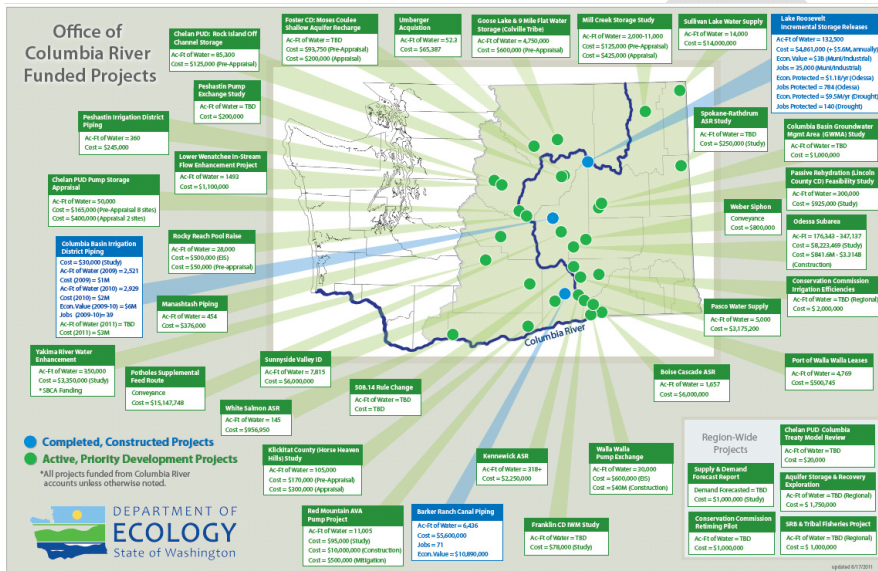 Office of
Columbia River
Funded Projects
Chelan PUD: Rock Island Off
Channel Storage
Ac-Ft of Water = 85,300
Cost = $125,000 (Pre-Appraisal)
Foster CD: Moses Coulee
Shallow Aquifer Recharge
Ac-Ft of Water = TBD
Cost = $93,750 (Pre-Appraisal)
Cost = $200,000 (Appraisal)
Umberger
Acquistion
Ac-Ft of Water = 52.3
Cost = $65,387
Goose Lake & 9 Mile Flat Water
Storage (Colville Tribe)
Ac-Ft of Water = 4,750,000
Cost = $600,000 (Pre-Appraisal)
Mill Creek Storage Study
Ac-Ft of Water = 2,000-11,000
Cost = $125,000 (Pre-Appraisal)
Cost = $425,000 (Appraisal)
Sullivan Lake Water Supply
Ac-Ft of Water = 14,000
Cost = $14,000,000
Lake Roosevelt
Incremental Storage Releases
Ac-Ft of Water = 132,500
Cost = $4,861,000 (+ $5.6M, annually)
Econ. Value = $3B (Muni/Industrial)
Jobs = 35,000 (Muni/Industrial)
Econ. Protected = $1.1B/yr (Odessa)
Jobs Protected = 784 (Odessa)
Econ. Protected = $9.5M/yr (Drought)
Jobs Protected = 140 (Drought)
Peshastin Pump
Exchange Study
Ac-Ft of Water = TBD
Cost = $200,000
Peshastin Irrigation District
Piping
Ac-Ft of Water = 360
Cost = $245,000
Spokane-Rathdrum
ASR Study
Ac-Ft of Water = TBD
Cost = $250,000 (Study)
Columbia Basin Groundwater
Mgmt Area (GWMA) Study
Ac-Ft of Water = TBD
Cost = $1,000,000
Lower Wenatchee In-Stream
Flow Enhancement Project
Ac-Ft of Water = 1493
Cost = $1,100,000
Chelan PUD Pump Storage
Appraisal
Ac-Ft of Water = 50,000
Cost = $165,000 (Pre-Appraisal 8 sites)
Cost = $400,000 (Appraisal 2 sites)
Passive Rehydration (Lincoln
County CD) Feasibility Study
Ac-Ft of Water = 200,000
Cost = $925,000 (Study)
Weber Siphon
Conveyance
Cost = $800,000
Odessa Subarea
Ac-Ft = 176,343 - 347,137
Cost = $8,223,469 (Study)
Cost = $841.6M - $3.314B
(Construction)
Rocky Reach Pool Raise
Ac-Ft of Water = 28,000
Cost = $500,000 (EIS)
Cost = $50,000 (Pre-appraisal)
Columbia Basin Irrigation
District Piping
Cost = $30,000 (Study)
Ac-Ft of Water (2009) = 2,521
Cost (2009) = $1M
Ac-Ft of Water (2010) = 2,929
Cost (2010) = $2M
Econ. Value (2009-10) = $6M
Jobs (2009-10)= 39
Ac-Ft of Water (2011) = TBD
Cost (2011) = $3M
Manashtash Piping
Ac-Ft of Water = 454
Cost = $376,000
Conservation Commission
Irrigation Efficiencies
Ac-Ft of Water = TBD (Regional)
Cost = $ 2,000,000
Pasco Water Supply
Ac-Ft of Water = 5,000
Cost = $3,175,200
Columbia River
Yakima River Water
Enhancement
Ac-Ft of Water = 350,000
Cost = $3,350,000 (Study)
* SBCA Funding
Potholes Supplemental
Feed Route
Conveyance
Cost = $15,147,748
Sunnyside Valley ID
Ac-Ft of Water = 7,815
Cost = $6,000,000
508.14 Rule Change
Ac-Ft of Water = TBD
Cost = TBD
Boise Cascade ASR
Ac-Ft of Water = 1,657
Cost = $6,000,000
Port of Walla Walla Leases
Ac-Ft of Water = 4,769
Cost = $500,745
White Salmon ASR
Ac-Ft of Water = 145
Cost = $956,950
Completed, Constructed Projects
Active, Priority Development Projects
*All projects funded from Columbia River
accounts unless otherwise noted.
Klickitat County (Horse Heaven
Hills) Study
Ac-Ft of Water = 105,000
Cost = $170,000 (Pre-Appraisal)
Cost = $300,000 (Appraisal)
Kennewick ASR
Ac-Ft of Water = 318+
Cost = $2,250,000
Walla Walla
Pump Exchange
Ac-Ft of Water = 30,000
Cost = $600,000 (EIS)
Cost = $40M (Construction)
Region-Wide
Projects
Chelan PUD Columbia
Treaty Model Review
Ac-Ft of Water = TBD
Cost = $20,000
Supply & Demand
Forecast Report
Demand Forecasted = TBD
Cost = $1,000,000 (Study)
Aquifer Storage & Recovery
Exploration
Ac-Ft of Water = TBD (Regional)
Cost = $ 1,750,000
Conservation Commission
Retiming Pilot
Ac-Ft of Water = TBD
Cost = $1,000,000
SRB & Tribal Fisheries Project
Ac-Ft of Water = TBD (Regional)
Cost = $ 1,000,000
Red Mountain AVA
Pump Project
Ac-Ft of Water = 11,005
Cost = $95,000 (Study)
Cost = $10,000,000 (Construction)
Cost = $500,000 (Mitigation)
Barker Ranch Canal Piping
Ac-Ft of Water = 6,436
Cost = $5,600,000
Jobs = 71
Econ. Value = $10,890,000
Franklin CD IWM Study
Ac-Ft of Water = TBD
Cost = $78,000 (Study)
DEPARTMENT OF
ECOLOGY
State of Washington
updated 6/17/2011